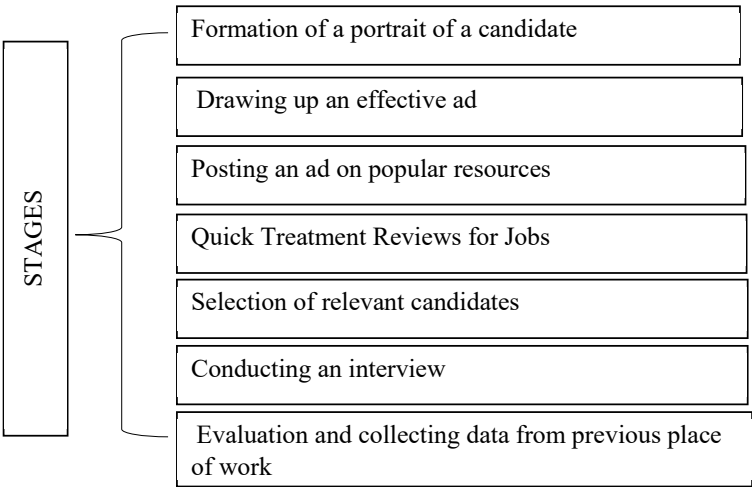 STAGES
Formation of a portrait of a candidate
Drawing up an effective ad
Posting an ad on popular resources
Quick Treatment Reviews for Jobs
Selection of relevant candidates
Conducting an interview
Evaluation and collecting data from previous place
of work